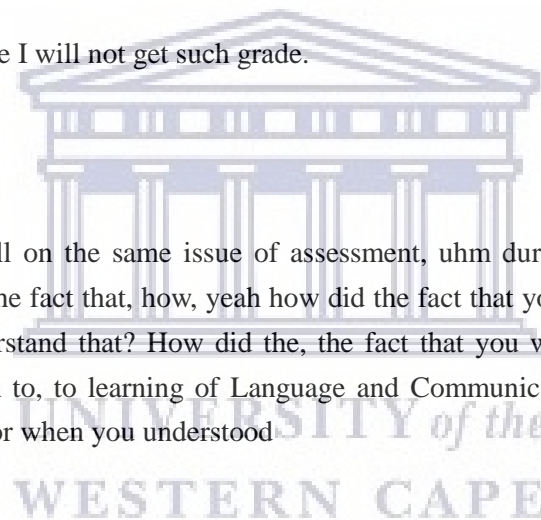 e I will not get such grade.
ll on the same issue of assessment, uhm dur
he fact that, how, yeah how did the fact that yo
erstand that? How did the, the fact that you w
n to, to learning of Language and Communic
or when you understood
UNIVERSITY of the
WESTERN CAPE